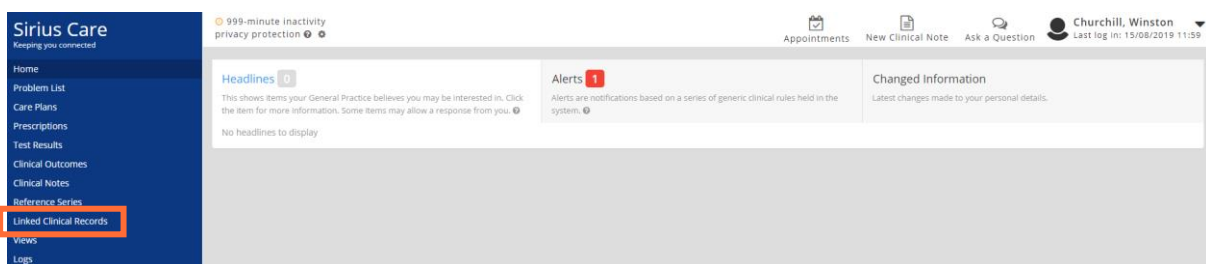 Sirius Care
Keeping you connected
Home
Problem List
Care Plans
Prescriptions
Test Results
Clinical Outcomes
Clinical Notes
Reference Series
Linked Clinical Records
Views
Logs
999-minute inactivity
privacy protection
Appointments
New Clinical Note
Ask a Question
Churchill, Winston
Last log in: 15/08/2019 11:59
Headlines 0
This shows items your General Practice believes you may be interested in. Click
the item for more information. Some items may allow a response from you.
No headlines to display
Alerts 1
Alerts are notifications based on a series of generic clinical rules held in the
system.
Changed Information
Latest changes made to your personal details.